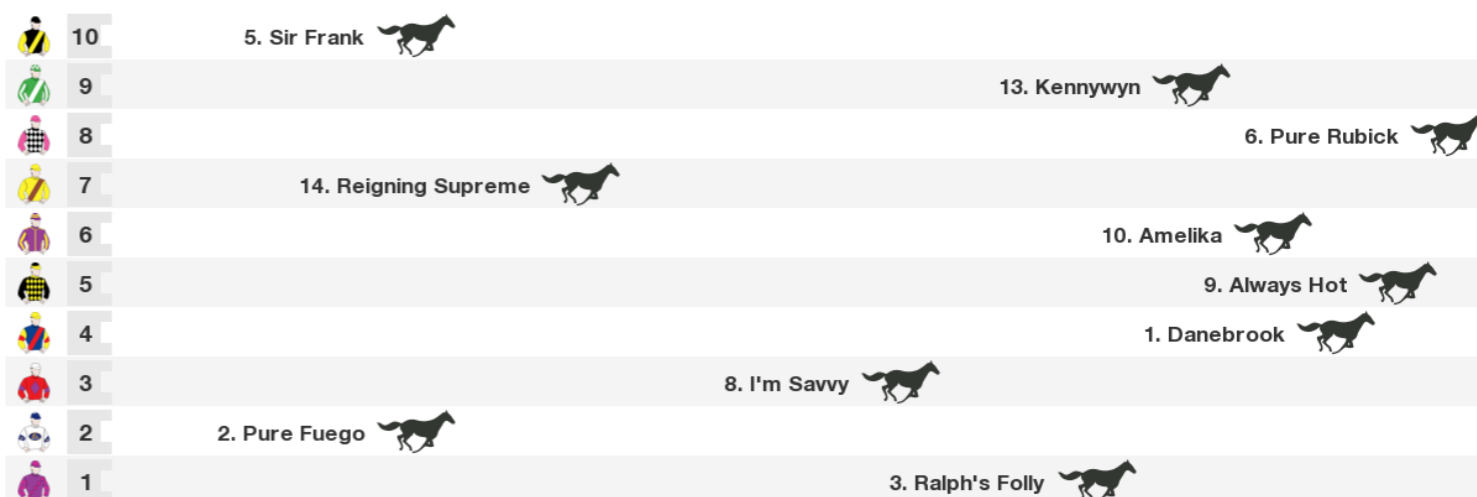 10 5. Sir Frank
9 13. Kennywyn
8 6. Pure Rubick
7 14. Reigning Supreme
6 10. Amelika
5 9. Always Hot
4 1. Danebrook
3 8. I'm Savvy
2 2. Pure Fuego
1 3. Ralph's Folly